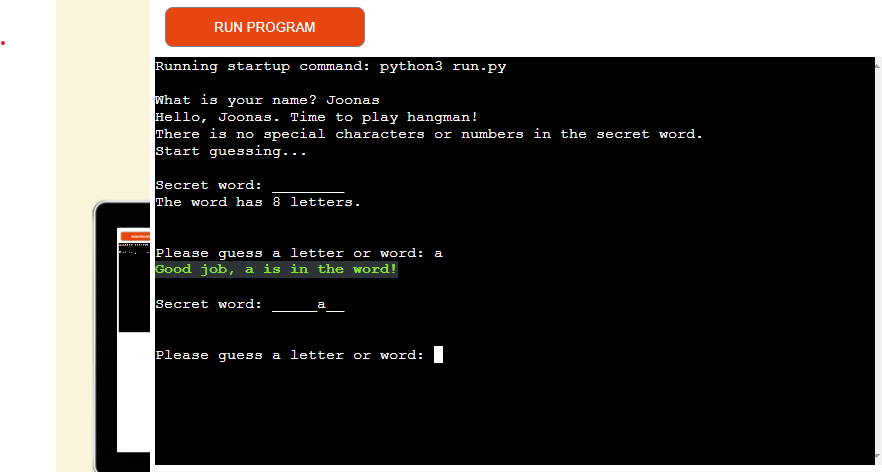 RUN PROGRAM
Running startup command: python3 run.py
What is your name? Joonas
Hello, Joonas. Time to play hangman!
There is no special characters or numbers in the secret word.
Start guessing...
Secret word: ________
The word has 8 letters.
Please guess a letter or word: a
Good job, a is in the word!
Secret word: _____a__
Please guess a letter or word: